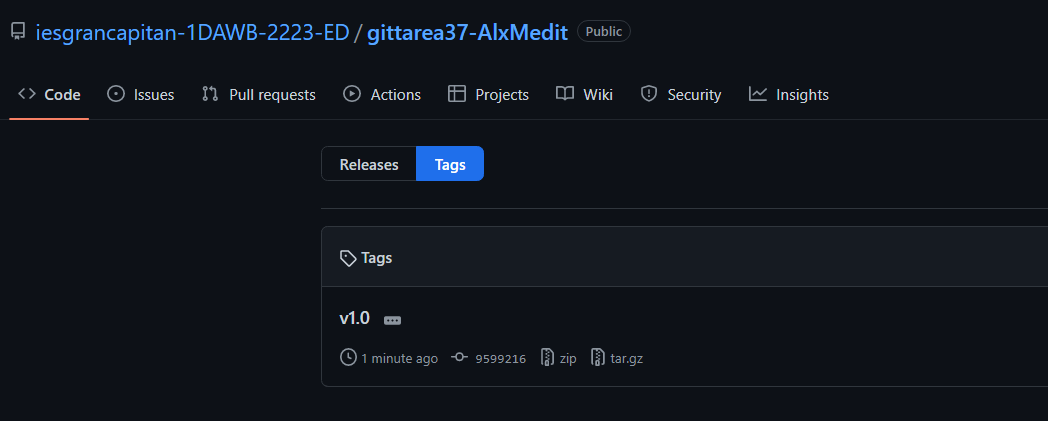 iesgrancapitan-1DAWB-2223-ED / gittarea37-AlxMedit Public
Code Issues Pull requests Actions Projects Wiki Security Insights
Releases Tags
Tags
v1.0
1 minute ago 9599216 zip tar.gz